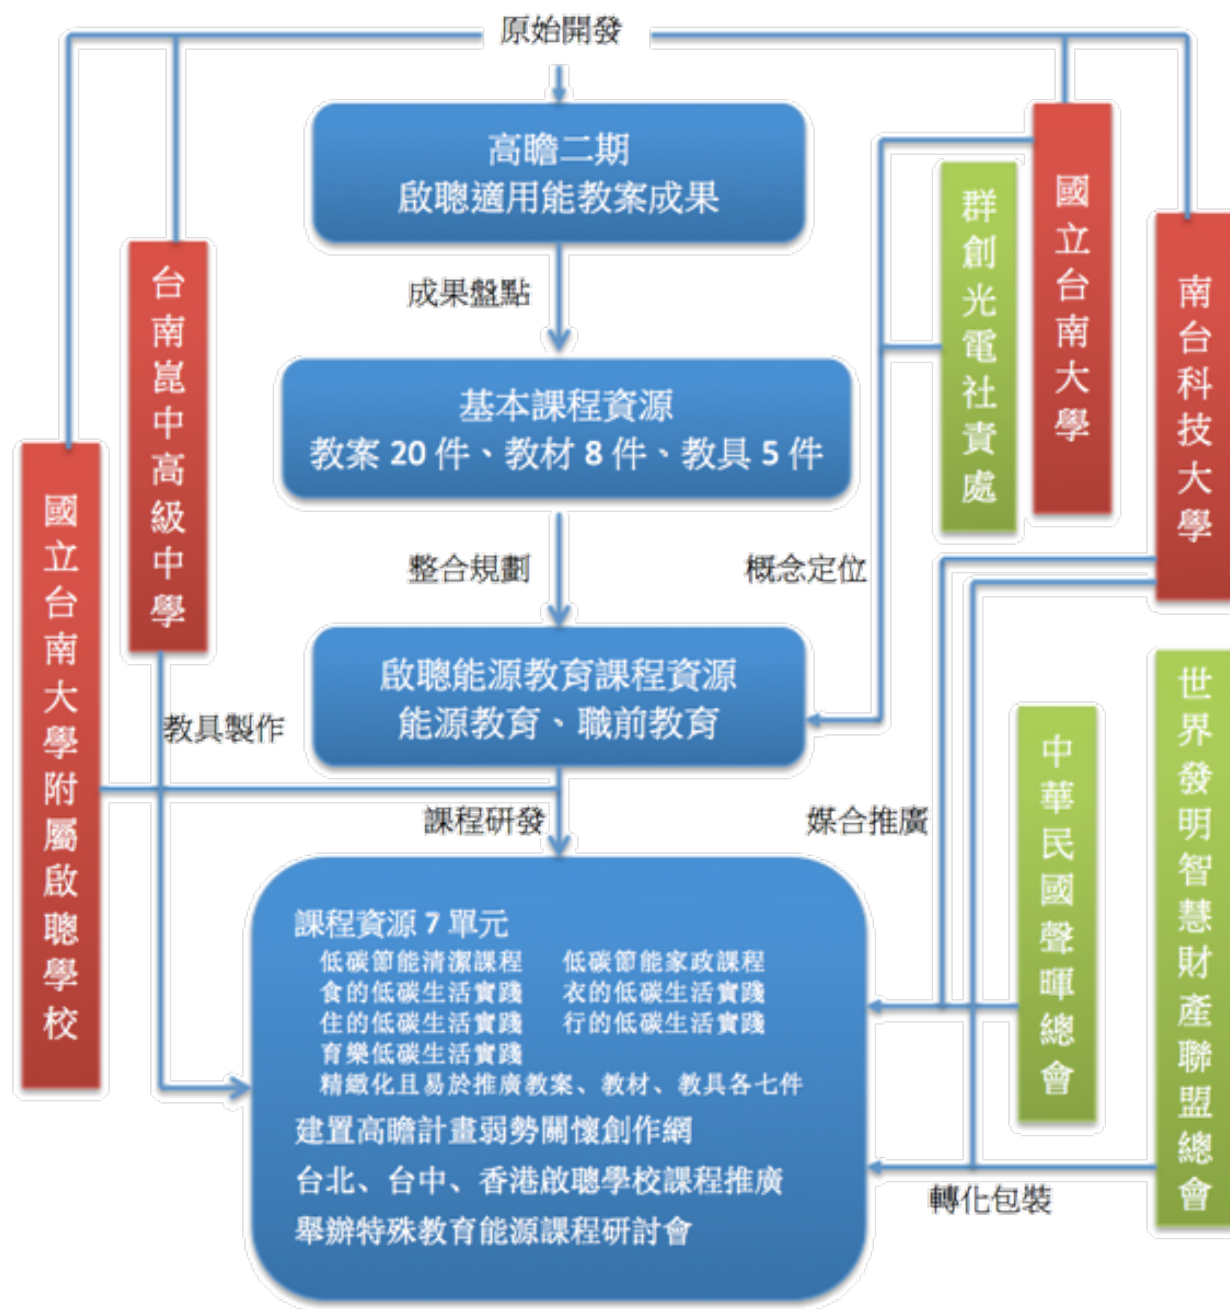 原始開發
高瞻二期
啟聰適用能教案成果
成果盤點
基本課程資源
教案 20 件、教材 8 件、教具 5 件
整合規劃
概念定位
啟聰能源教育課程資源
能源教育、職前教育
教具製作
課程研發
媒合推廣
課程資源 7 單元
低碳節能清潔課程 低碳節能家政課程
食的低碳生活實踐 衣的低碳生活實踐
住的低碳生活實踐 行的低碳生活實踐
育樂低碳生活實踐
精緻化且易於推廣教案、教材、教具各七件
建置高瞻計畫弱勢關懷創作網
台北、台中、香港啟聰學校課程推廣
舉辦特殊教育能源課程研討會
轉化包裝
國立台南大學附屬啟聰學校
台南崑中高級中學
群創光電社責處
國立台南大學
南台科技大學
中華民國聲暉總會
世界發明智慧財產聯盟總會